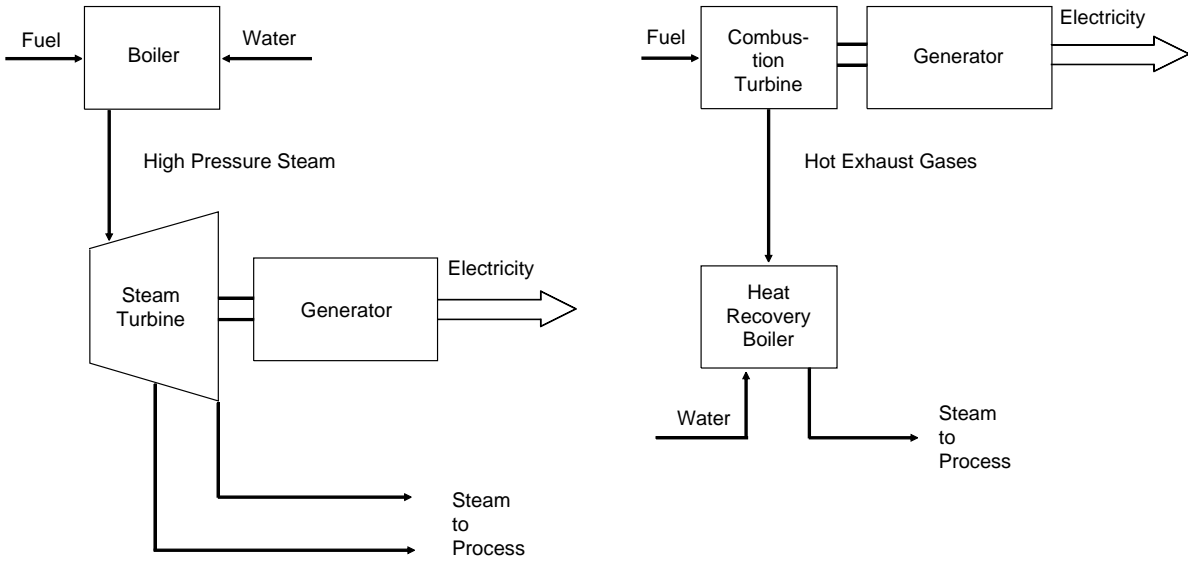 Fuel
Boiler
Water
High Pressure Steam
Steam
Turbine
Generator
Electricity
Steam
to
Process
Fuel
Combus-
tion
Turbine
Generator
Electricity
Hot Exhaust Gases
Heat
Recovery
Boiler
Water
Steam
to
Process